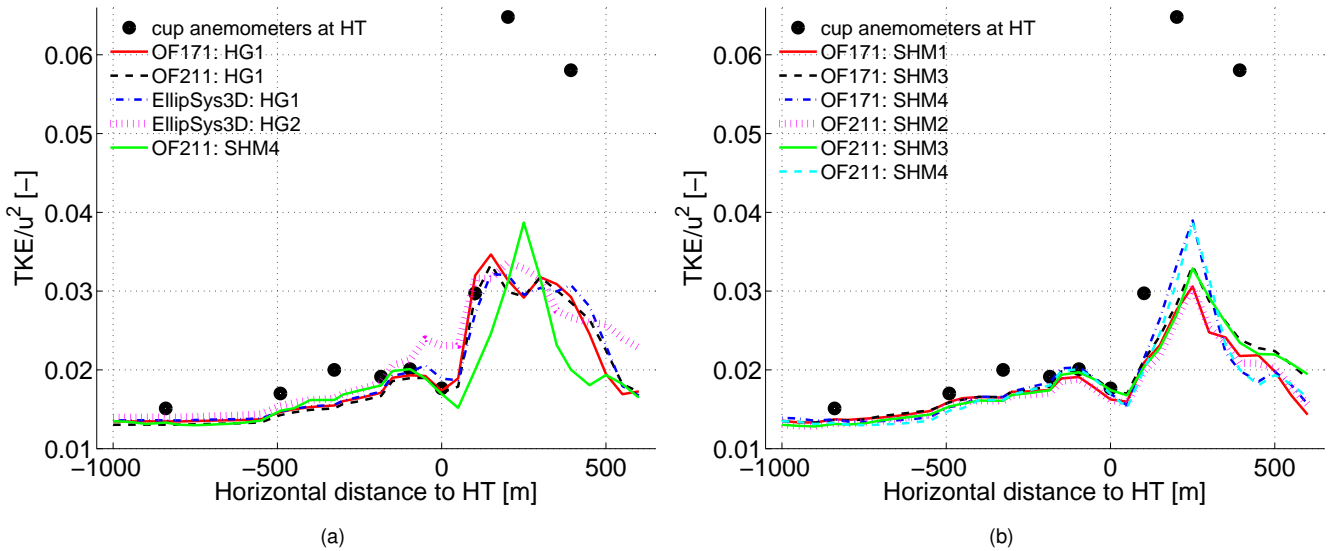 cup anemometers at HT
OF171: HG1
OF211: HG1
EllipSys3D: HG1
EllipSys3D: HG2
OF211: SHM4
0.06
0.05
0.04
0.03
0.02
0.01
TKE/u² [−]
−1000
−500
0
500
Horizontal distance to HT [m]
(a)
cup anemometers at HT
OF171: SHM1
OF171: SHM3
OF171: SHM4
OF211: SHM2
OF211: SHM3
OF211: SHM4
0.06
0.05
0.04
0.03
0.02
0.01
TKE/u² [−]
−1000
−500
0
500
Horizontal distance to HT [m]
(b)